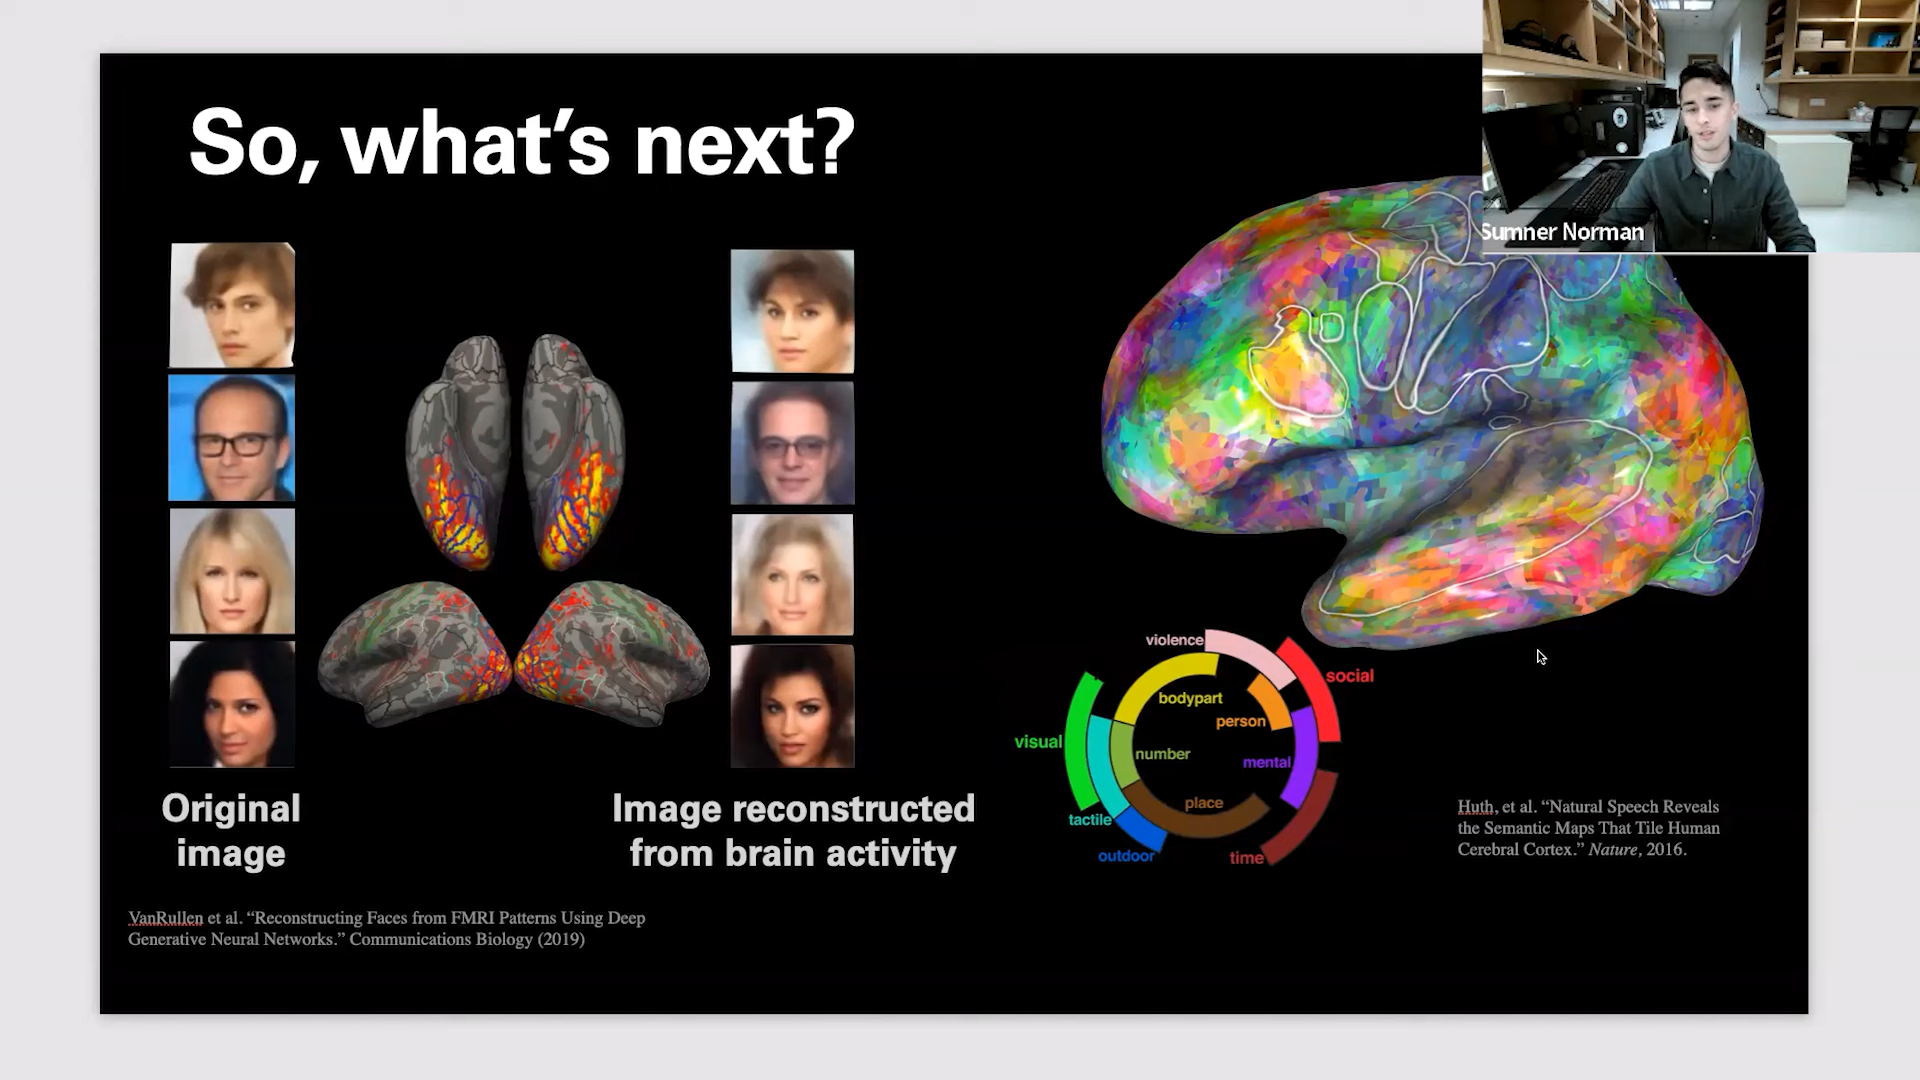 So, what's next?
Sumner Norman
Original
image
Image reconstructed
from brain activity
VanRullen et al. “Reconstructing Faces from FMRI Patterns Using Deep
Generative Neural Networks.” Communications Biology (2019)
violence
social
bodypart
person
visual
number
mental
place
tactile
outdoor
time
Huth, et al. “Natural Speech Reveals
the Semantic Maps That Tile Human
Cerebral Cortex.” Nature, 2016.